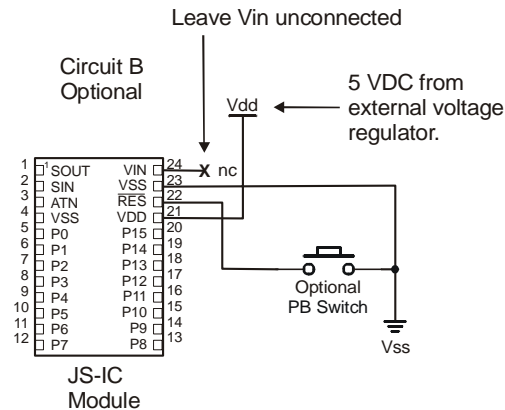 Leave Vin unconnected
Circuit B
Optional
Vdd
5 VDC from
external voltage
regulator.
X nc
1 1 SOUT VIN 24
2 SIN VSS 23
3 ATN RES 22
4 VSS VDD 21
5 P0 P15 20
6 P1 P14 19
7 P2 P13 18
8 P3 P12 17
9 P4 P11 16
10 P5 P10 15
11 P6 P9 14
12 P7 P8 13
Optional
PB Switch
Vss
JS-IC
Module